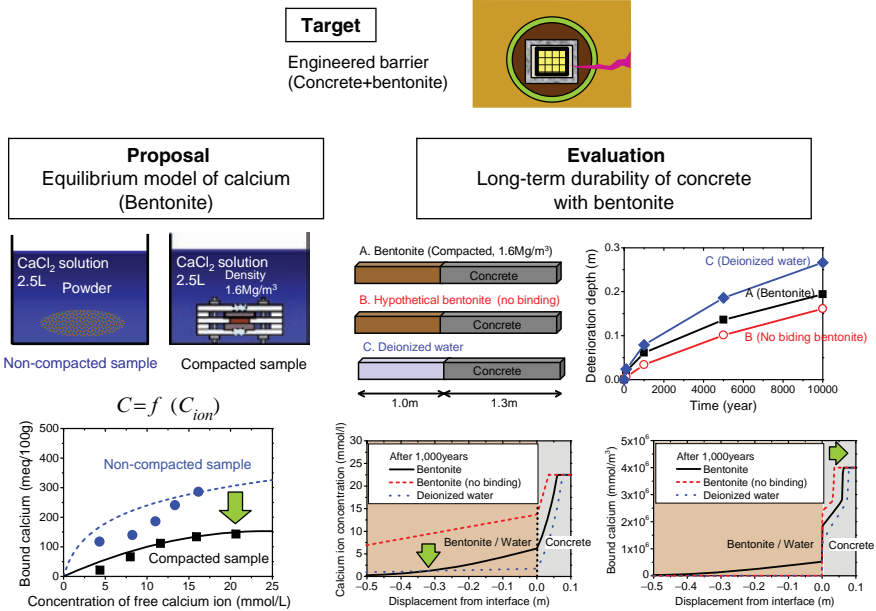 Target
Engineered barrier
(Concrete+bentonite)
Proposal
Equilibrium model of calcium
(Bentonite)
CaCl2 solution
2.5L
Powder
Non-compacted sample
CaCl2 solution
2.5L
Density
1.6Mg/m³
Compacted sample
C=f (Cion)
Bound calcium (meq/100g)
500
400
300
200
100
0
Non-compacted sample
Compacted sample
0 5 10 15 20 25
Concentration of free calcium ion (mmol/L)
Evaluation
Long-term durability of concrete
with bentonite
A. Bentonite (Compacted, 1.6Mg/m³)
Concrete
B. Hypothetical bentonite (no binding)
Concrete
C. Deionized water
Concrete
1.0m
1.3m
Deterioration depth (m)
0.3
0.2
0.1
0.0
C (Deionized water)
A (Bentonite)
B (No biding bentonite)
0 2000 4000 6000 8000 10000
Time (year)
Calcium ion concentration (mmol/l)
30
25
20
15
10
5
0
After 1,000years
Bentonite
Bentonite (no binding)
Deionized water
Bentonite / Water
Concrete
−0.5 −0.4 −0.3 −0.2 −0.1 0.0 0.1
Displacement from interface (m)
Bound calcium (mmol/m³)
5x10⁶
4x10⁶
3x10⁶
2x10⁶
1x10⁶
0
After 1,000years
Bentonite
Bentonite (no binding)
Deionized water
Bentonite / Water
Concrete
−0.5 −0.4 −0.3 −0.2 −0.1 0.0 0.1
Displacement from interface (m)